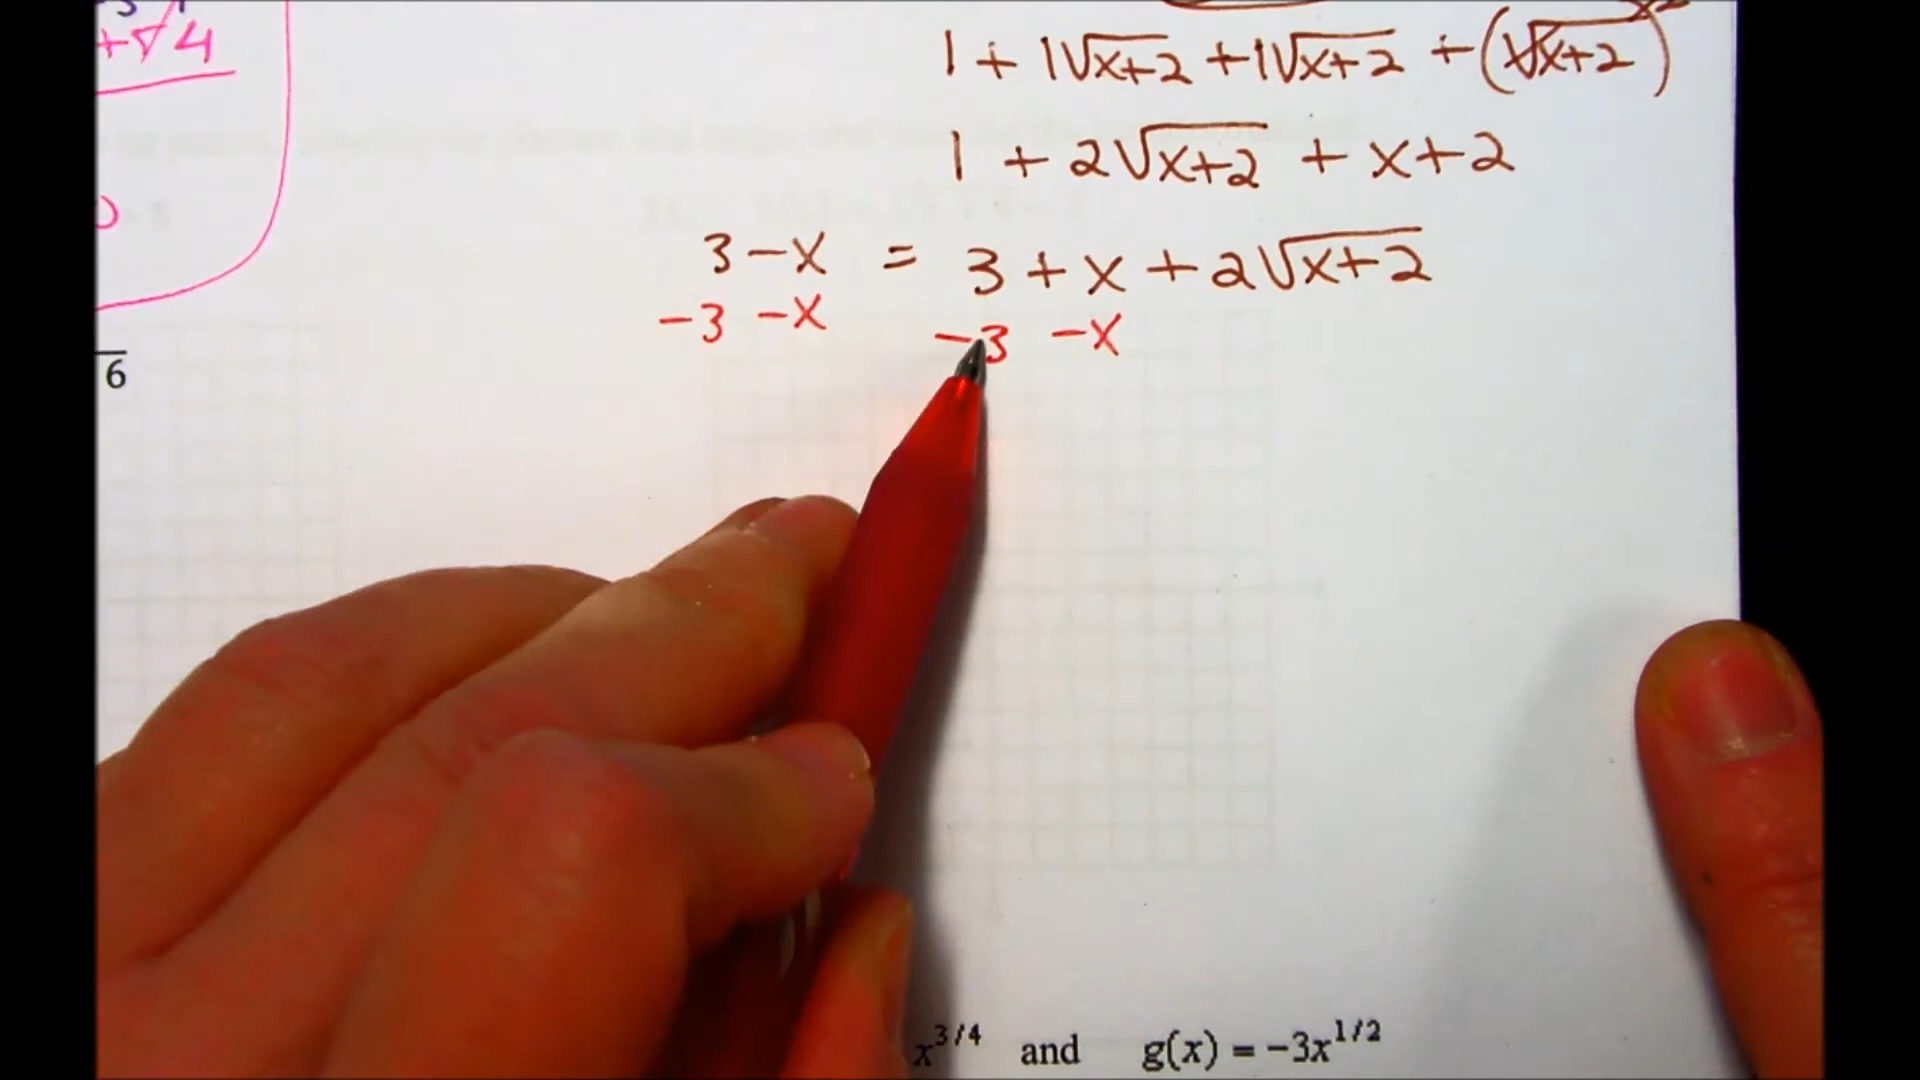 +√4
6
1 + 1√x+2 + 1√x+2 + (√x+2)
1 + 2√x+2 + x+2
3-x = 3 + x + 2√x+2
-3 -x -3 -x
x^3/4 and g(x) = -3x^1/2